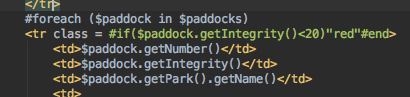 </tr>
#foreach ($paddock in $paddocks)
<tr class = #if($paddock.getIntegrity()<20)"red"#end>
<td>$paddock.getNumber()</td>
<td>$paddock.getIntegrity()</td>
<td>$paddock.getPark().getName()</td>
<td>